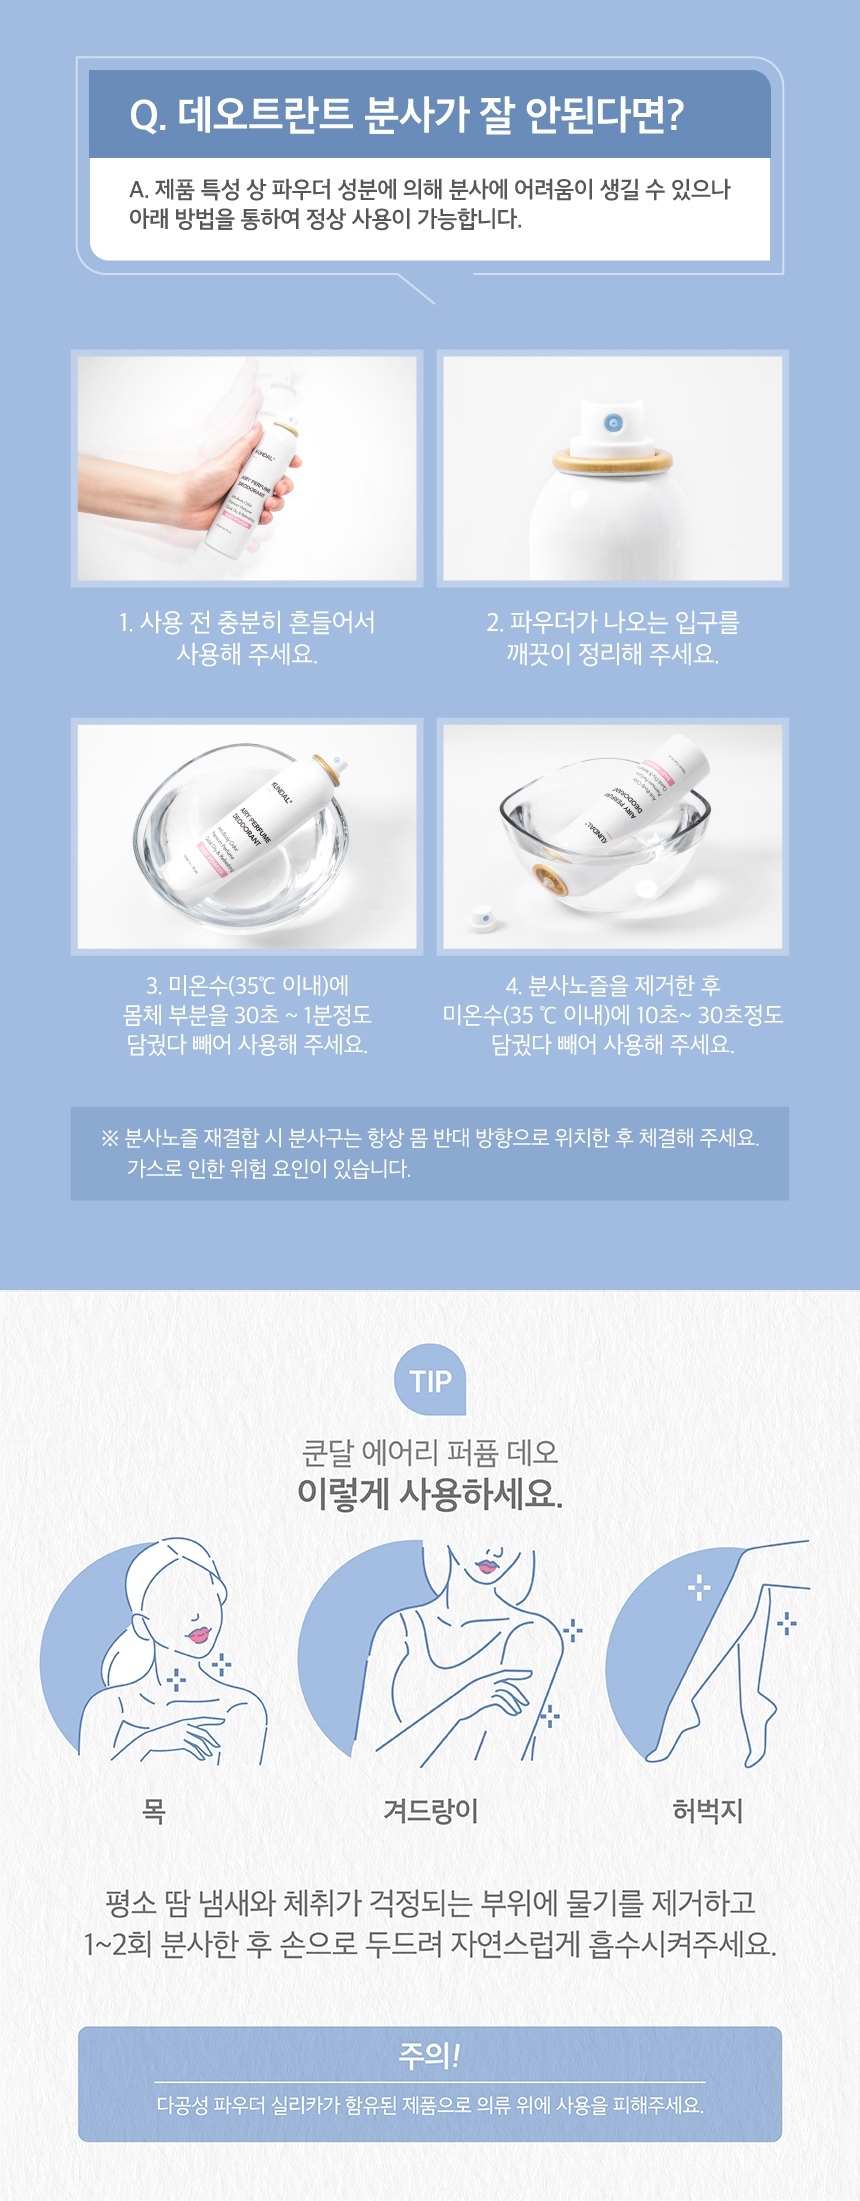 Q. 데오트란트 분사가 잘 안된다면?
A. 제품 특성 상 파우더 성분에 의해 분사에 어려움이 생길 수 있으나
아래 방법을 통하여 정상 사용이 가능합니다.
KUNDAL
AIRY PERFUME
DEODORANT
1. 사용 전 충분히 흔들어서
사용해 주세요.
2. 파우더가 나오는 입구를
깨끗이 정리해 주세요.
KUNDAL
AIRY PERFUME
DEODORANT
KUNDAL
AIRY PERFUME
DEODORANT
3. 미온수(35℃ 이내)에
몸체 부분을 30초 ~ 1분정도
담궜다 빼어 사용해 주세요.
4. 분사노즐을 제거한 후
미온수(35 ℃ 이내)에 10초~ 30초정도
담궜다 빼어 사용해 주세요.
※ 분사노즐 재결합 시 분사구는 항상 몸 반대 방향으로 위치한 후 체결해 주세요.
가스로 인한 위험 요인이 있습니다.
TIP
쿤달 에어리 퍼퓸 데오
이렇게 사용하세요.
목
겨드랑이
허벅지
평소 땀 냄새와 체취가 걱정되는 부위에 물기를 제거하고
1~2회 분사한 후 손으로 두드려 자연스럽게 흡수시켜주세요.
주의!
다공성 파우더 실리카가 함유된 제품으로 의류 위에 사용을 피해주세요.